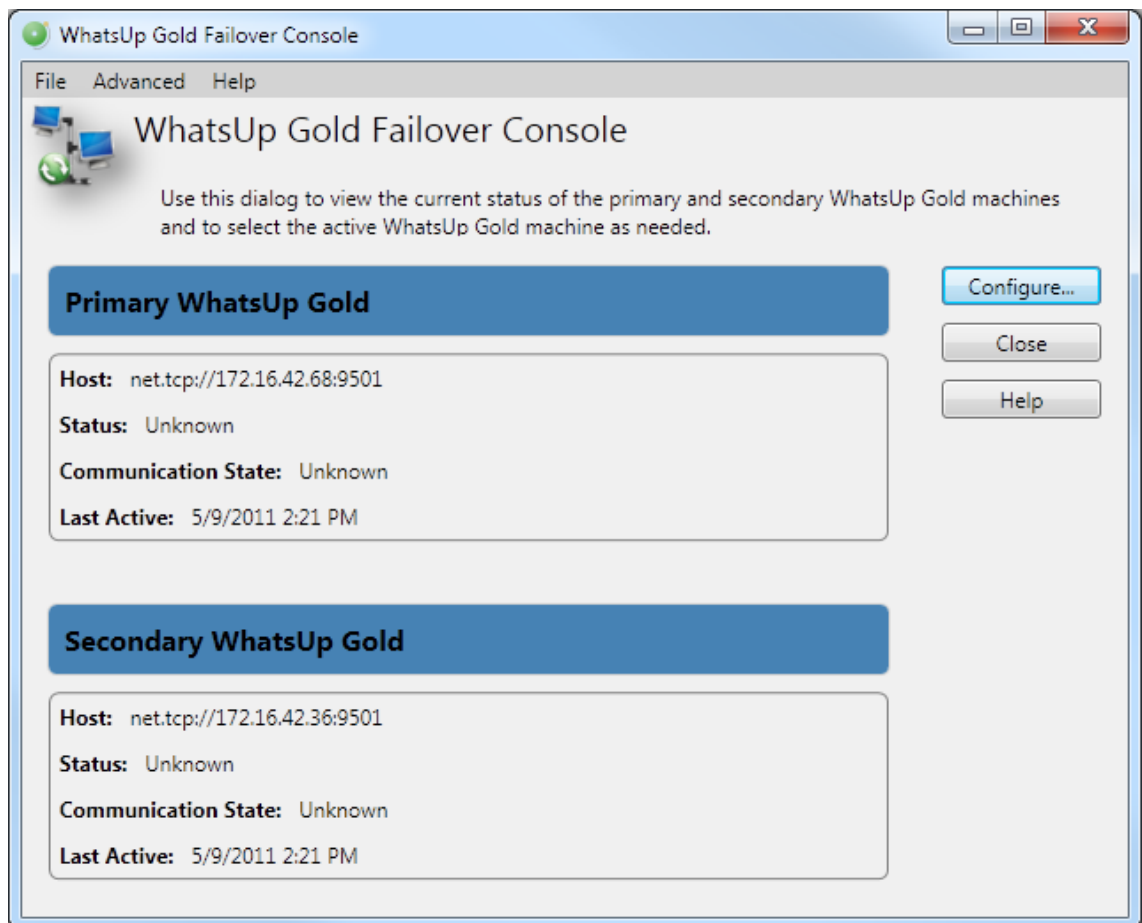 WhatsUp Gold Failover Console
File Advanced Help
WhatsUp Gold Failover Console
Use this dialog to view the current status of the primary and secondary WhatsUp Gold machines
and to select the active WhatsUp Gold machine as needed.
Primary WhatsUp Gold
Host: net.tcp://172.16.42.68:9501
Status: Unknown
Communication State: Unknown
Last Active: 5/9/2011 2:21 PM
Configure...
Close
Help
Secondary WhatsUp Gold
Host: net.tcp://172.16.42.36:9501
Status: Unknown
Communication State: Unknown
Last Active: 5/9/2011 2:21 PM